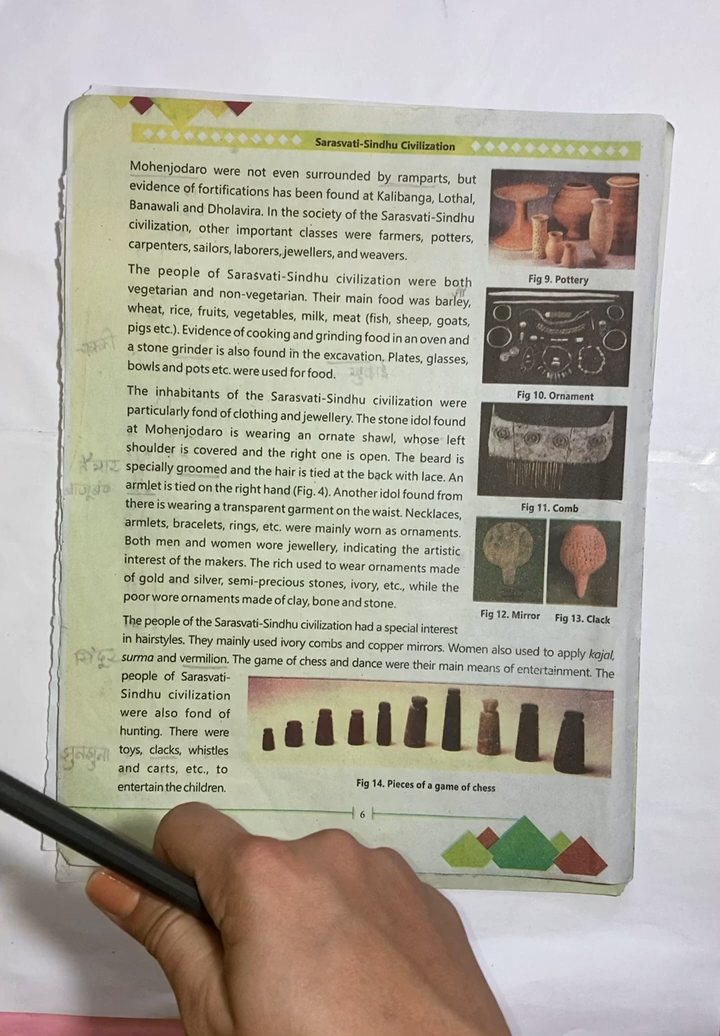 Sarasvati-Sindhu Civilization
Mohenjodaro were not even surrounded by ramparts, but
evidence of fortifications has been found at Kalibanga, Lothal,
Banawali and Dholavira. In the society of the Sarasvati-Sindhu
civilization, other important classes were farmers, potters,
carpenters, sailors, laborers, jewellers, and weavers.
Fig 9. Pottery
The people of Sarasvati-Sindhu civilization were both
vegetarian and non-vegetarian. Their main food was barley,
wheat, rice, fruits, vegetables, milk, meat (fish, sheep, goats,
pigs etc.). Evidence of cooking and grinding food in an oven and
a stone grinder is also found in the excavation. Plates, glasses,
bowls and pots etc. were used for food.
चक्की
Fig 10. Ornament
The inhabitants of the Sarasvati-Sindhu civilization were
particularly fond of clothing and jewellery. The stone idol found
at Mohenjodaro is wearing an ornate shawl, whose left
shoulder is covered and the right one is open. The beard is
specially groomed and the hair is tied at the back with lace. An
armlet is tied on the right hand (Fig. 4). Another idol found from
there is wearing a transparent garment on the waist. Necklaces,
armlets, bracelets, rings, etc. were mainly worn as ornaments.
Both men and women wore jewellery, indicating the artistic
interest of the makers. The rich used to wear ornaments made
of gold and silver, semi-precious stones, ivory, etc., while the
poor wore ornaments made of clay, bone and stone.
बाजूबंद
Fig 11. Comb
Fig 12. Mirror
Fig 13. Clack
The people of the Sarasvati-Sindhu civilization had a special interest
in hairstyles. They mainly used ivory combs and copper mirrors. Women also used to apply kajal,
surma and vermilion. The game of chess and dance were their main means of entertainment. The
people of Sarasvati-
Sindhu civilization
were also fond of
hunting. There were
toys, clacks, whistles
and carts, etc., to
entertain the children.
सिंदूर
झुनझुना
Fig 14. Pieces of a game of chess
6